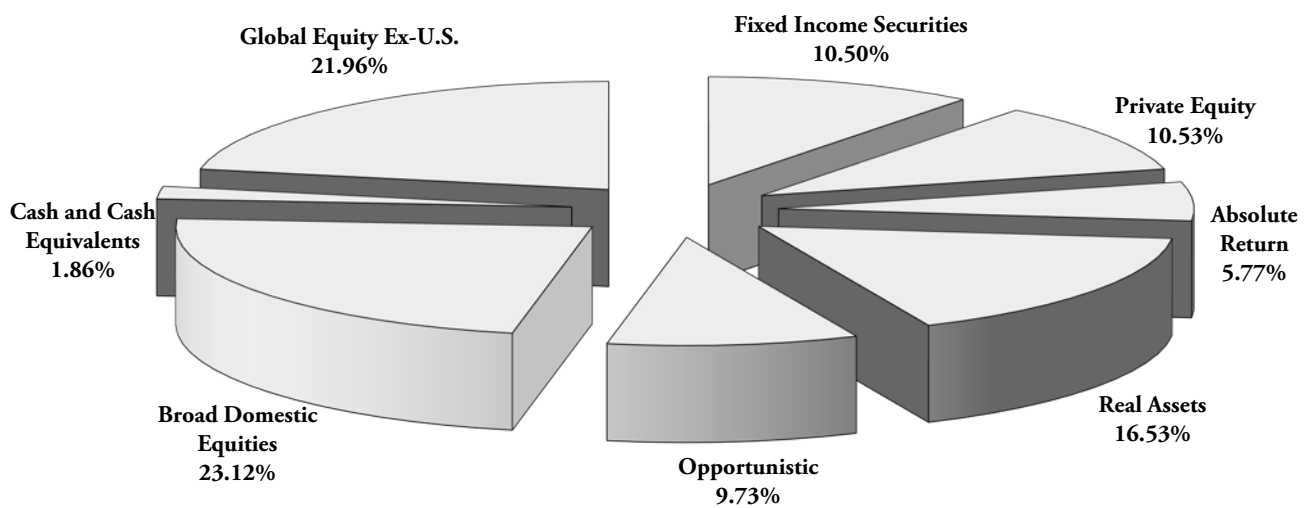 Global Equity Ex-U.S.
21.96%
Fixed Income Securities
10.50%
Private Equity
10.53%
Absolute
Return
5.77%
Real Assets
16.53%
Opportunistic
9.73%
Broad Domestic
Equities
23.12%
Cash and Cash
Equivalents
1.86%